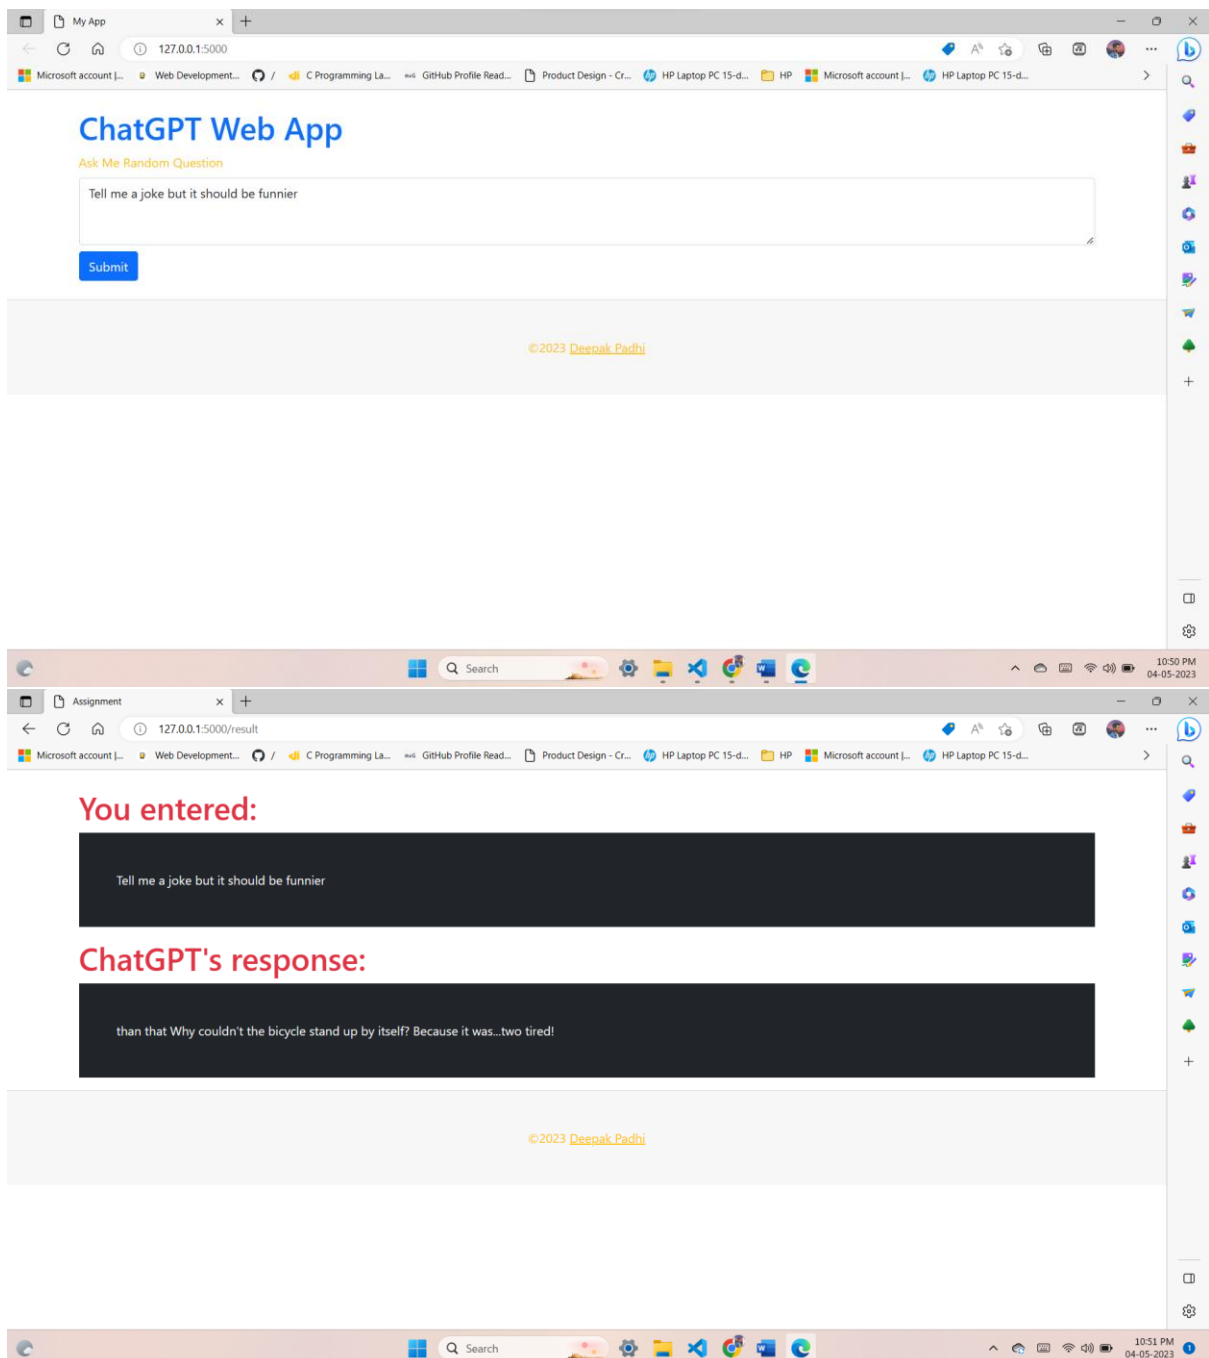 My App
127.0.0.1:5000
Microsoft account |...
Web Development...
/
C Programming La...
GitHub Profile Read...
Product Design - Cr...
HP Laptop PC 15-d...
HP
Microsoft account |...
HP Laptop PC 15-d...
ChatGPT Web App
Ask Me Random Question
Tell me a joke but it should be funnier
Submit
©2023 Deepak Padhi
Search
10:50 PM
04-05-2023
Assignment
127.0.0.1:5000/result
Microsoft account |...
Web Development...
/
C Programming La...
GitHub Profile Read...
Product Design - Cr...
HP Laptop PC 15-d...
HP
Microsoft account |...
HP Laptop PC 15-d...
You entered:
Tell me a joke but it should be funnier
ChatGPT's response:
than that Why couldn't the bicycle stand up by itself? Because it was...two tired!
©2023 Deepak Padhi
Search
10:51 PM
04-05-2023
1